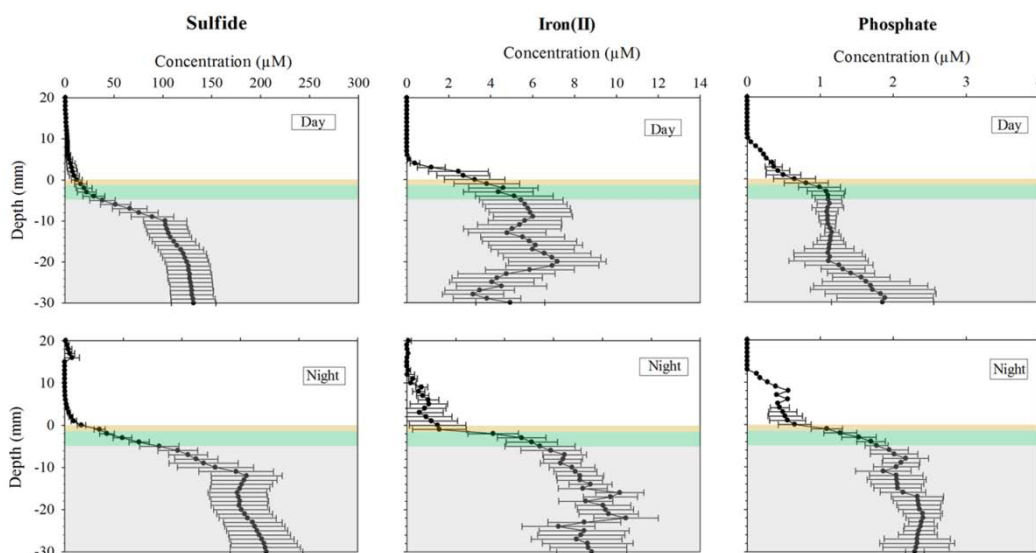 Sulfide Iron(II) Phosphate
Concentration (µM) Concentration (µM) Concentration (µM)
0 50 100 150 200 250 300 0 2 4 6 8 10 12 14 0 1 2 3
20
10
0
-10
-20
-30
Depth (mm)
Day Day Day
20
10
0
-10
-20
-30
Depth (mm)
Night Night Night